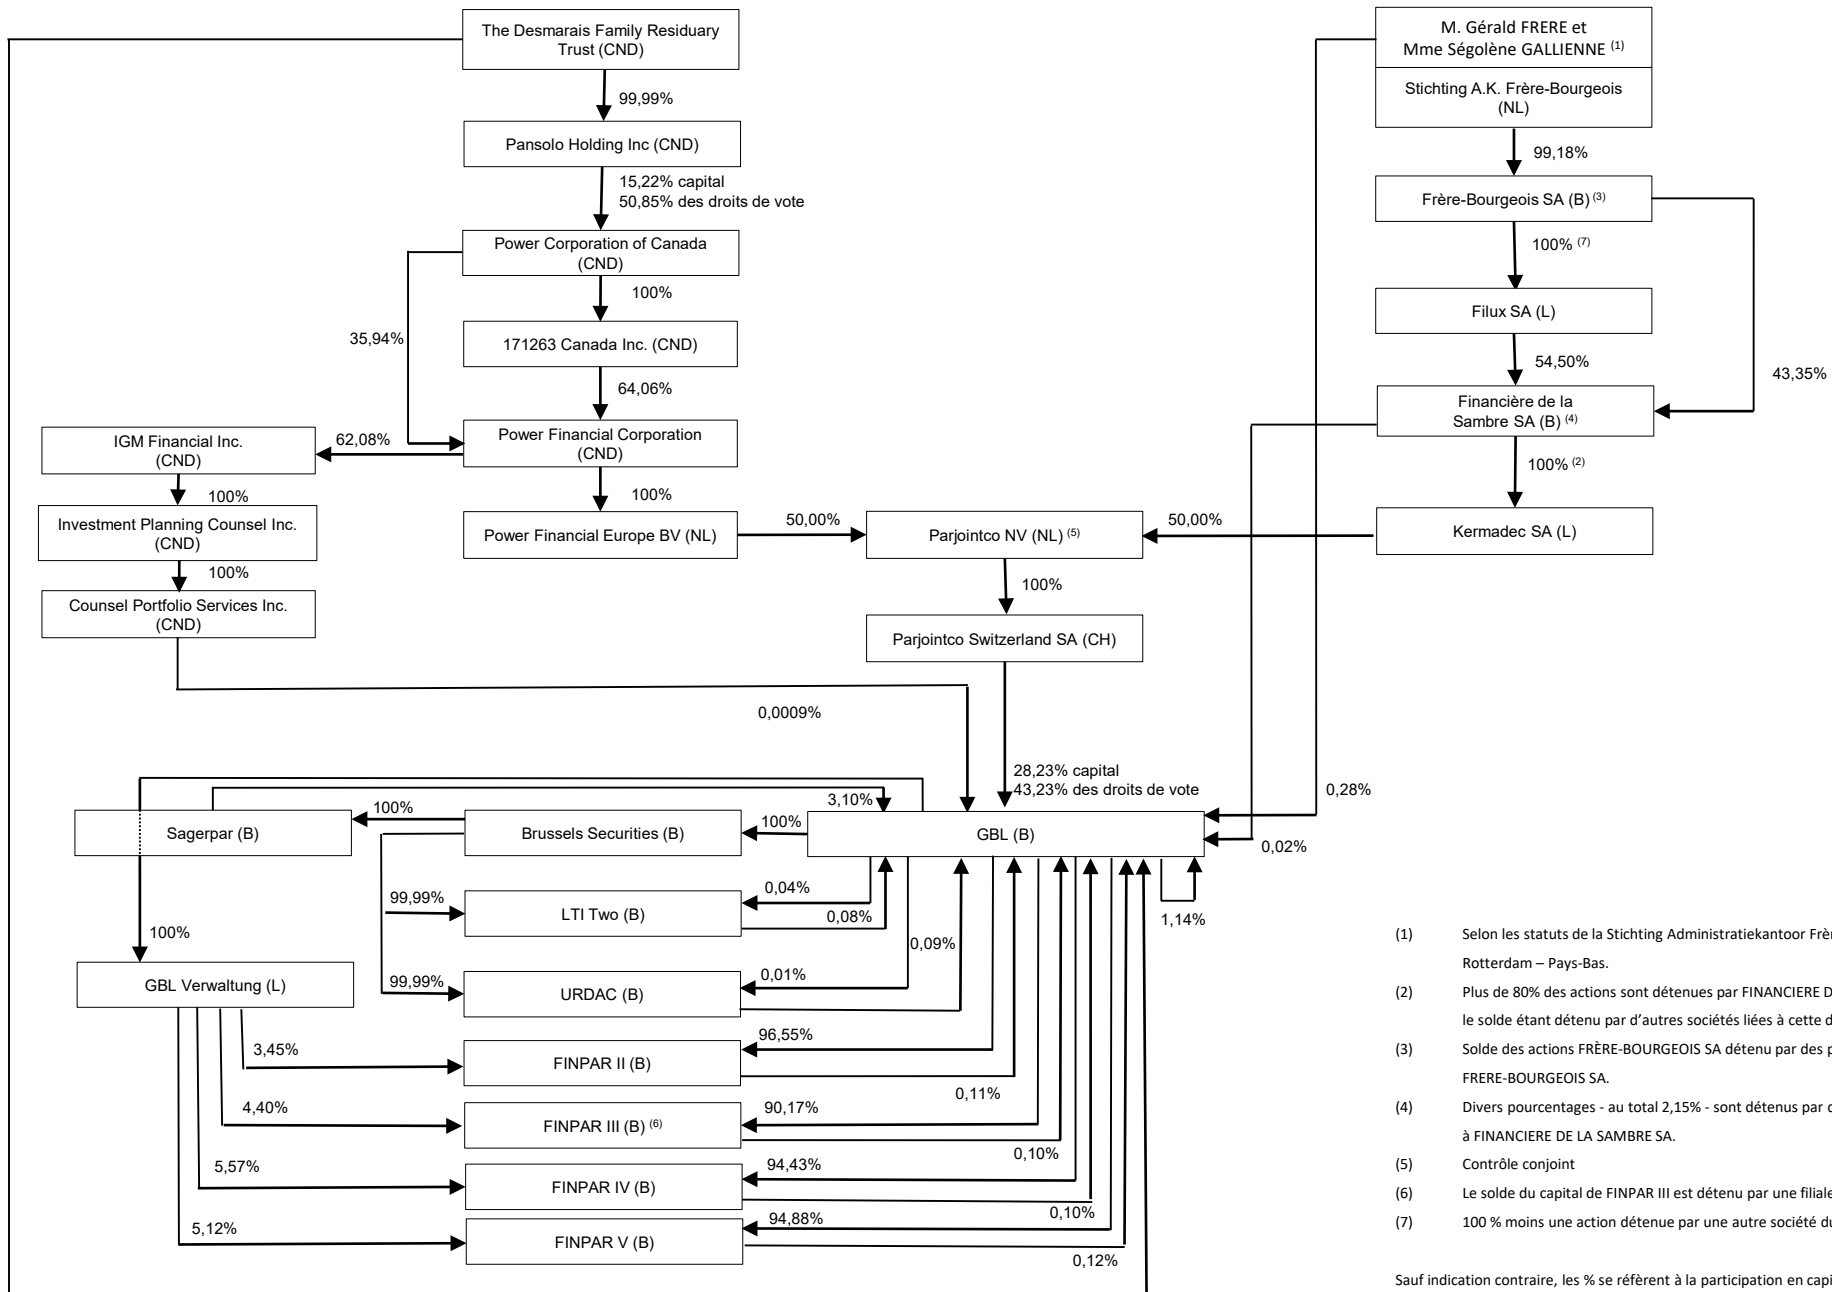 The Desmarais Family Residuary
Trust (CND)
99,99%
Pansolo Holding Inc (CND)
15,22% capital
50,85% des droits de vote
Power Corporation of Canada
(CND)
100%
35,94%
171263 Canada Inc. (CND)
64,06%
Power Financial Corporation
(CND)
62,08%
IGM Financial Inc.
(CND)
100%
Investment Planning Counsel Inc.
(CND)
100%
Counsel Portfolio Services Inc.
(CND)
100%
Power Financial Europe BV (NL)
50,00%
Parjointco NV (NL) (5)
50,00%
M. Gérald FRERE et
Mme Ségolène GALLIENNE (1)
Stichting A.K. Frère-Bourgeois
(NL)
99,18%
Frère-Bourgeois SA (B) (3)
100% (7)
Filux SA (L)
54,50%
43,35%
Financière de la
Sambre SA (B) (4)
100% (2)
Kermadec SA (L)
100%
Parjointco Switzerland SA (CH)
0,0009%
28,23% capital
43,23% des droits de vote
0,28%
0,02%
3,10%
100%
100%
Sagerpar (B)
Brussels Securities (B)
GBL (B)
99,99%
LTI Two (B)
0,04%
0,08%
0,09%
1,14%
100%
GBL Verwaltung (L)
99,99%
URDAC (B)
0,01%
3,45%
FINPAR II (B)
96,55%
0,11%
4,40%
FINPAR III (B) (6)
90,17%
0,10%
5,57%
FINPAR IV (B)
94,43%
0,10%
5,12%
FINPAR V (B)
94,88%
0,12%
(1) Selon les statuts de la Stichting Administratiekantoor Frèr
Rotterdam – Pays-Bas.
(2) Plus de 80% des actions sont détenues par FINANCIERE D
le solde étant détenu par d'autres sociétés liées à cette d
(3) Solde des actions FRÈRE-BOURGEOIS SA détenu par des p
FRERE-BOURGEOIS SA.
(4) Divers pourcentages - au total 2,15% - sont détenus par d
à FINANCIERE DE LA SAMBRE SA.
(5) Contrôle conjoint
(6) Le solde du capital de FINPAR III est détenu par une filiale
(7) 100 % moins une action détenue par une autre société du
Sauf indication contraire, les % se réfèrent à la participation en capi